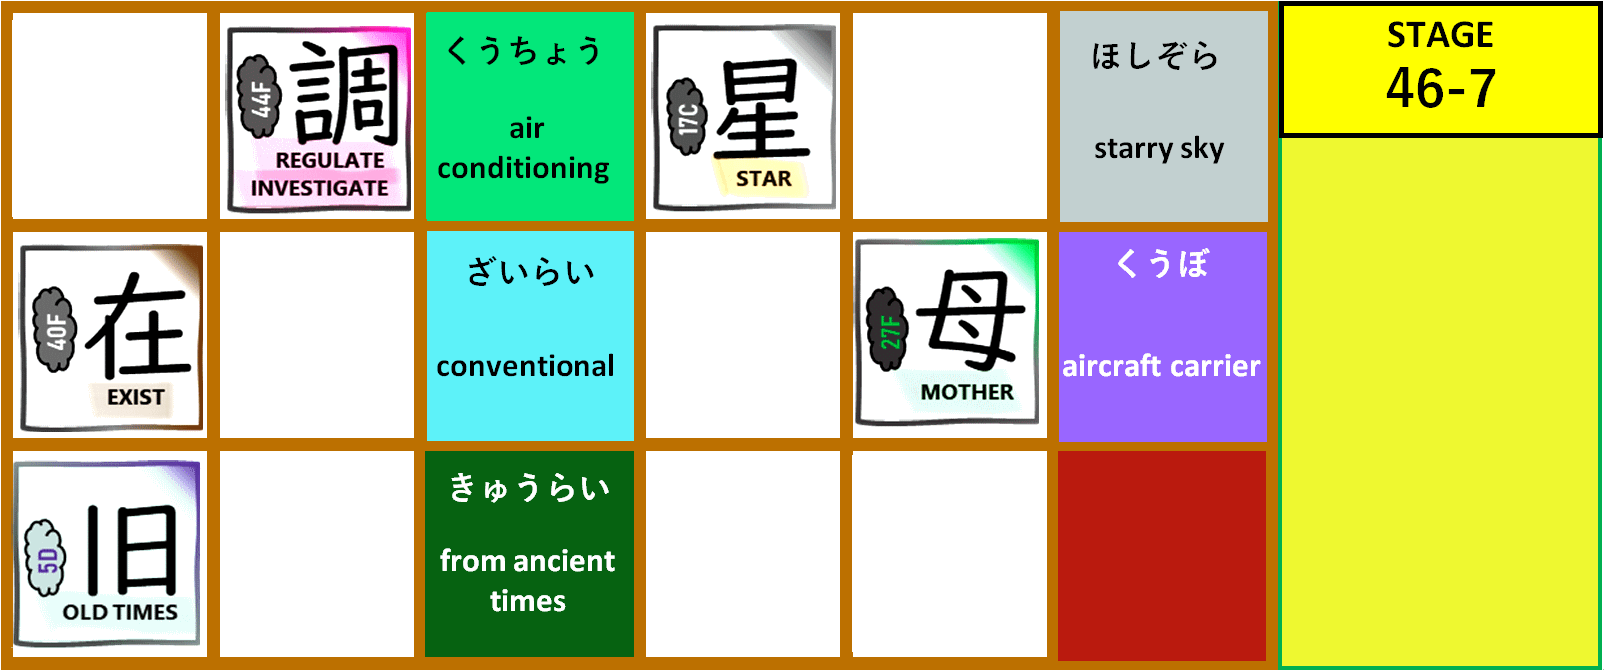 44F
調
REGULATE
INVESTIGATE
くうちょう
air
conditioning
17C
星
STAR
ほしぞら
starry sky
STAGE
46-7
40F
在
EXIST
ざいらい
conventional
27F
母
MOTHER
くうぼ
aircraft carrier
5D
旧
OLD TIMES
きゅうらい
from ancient
times